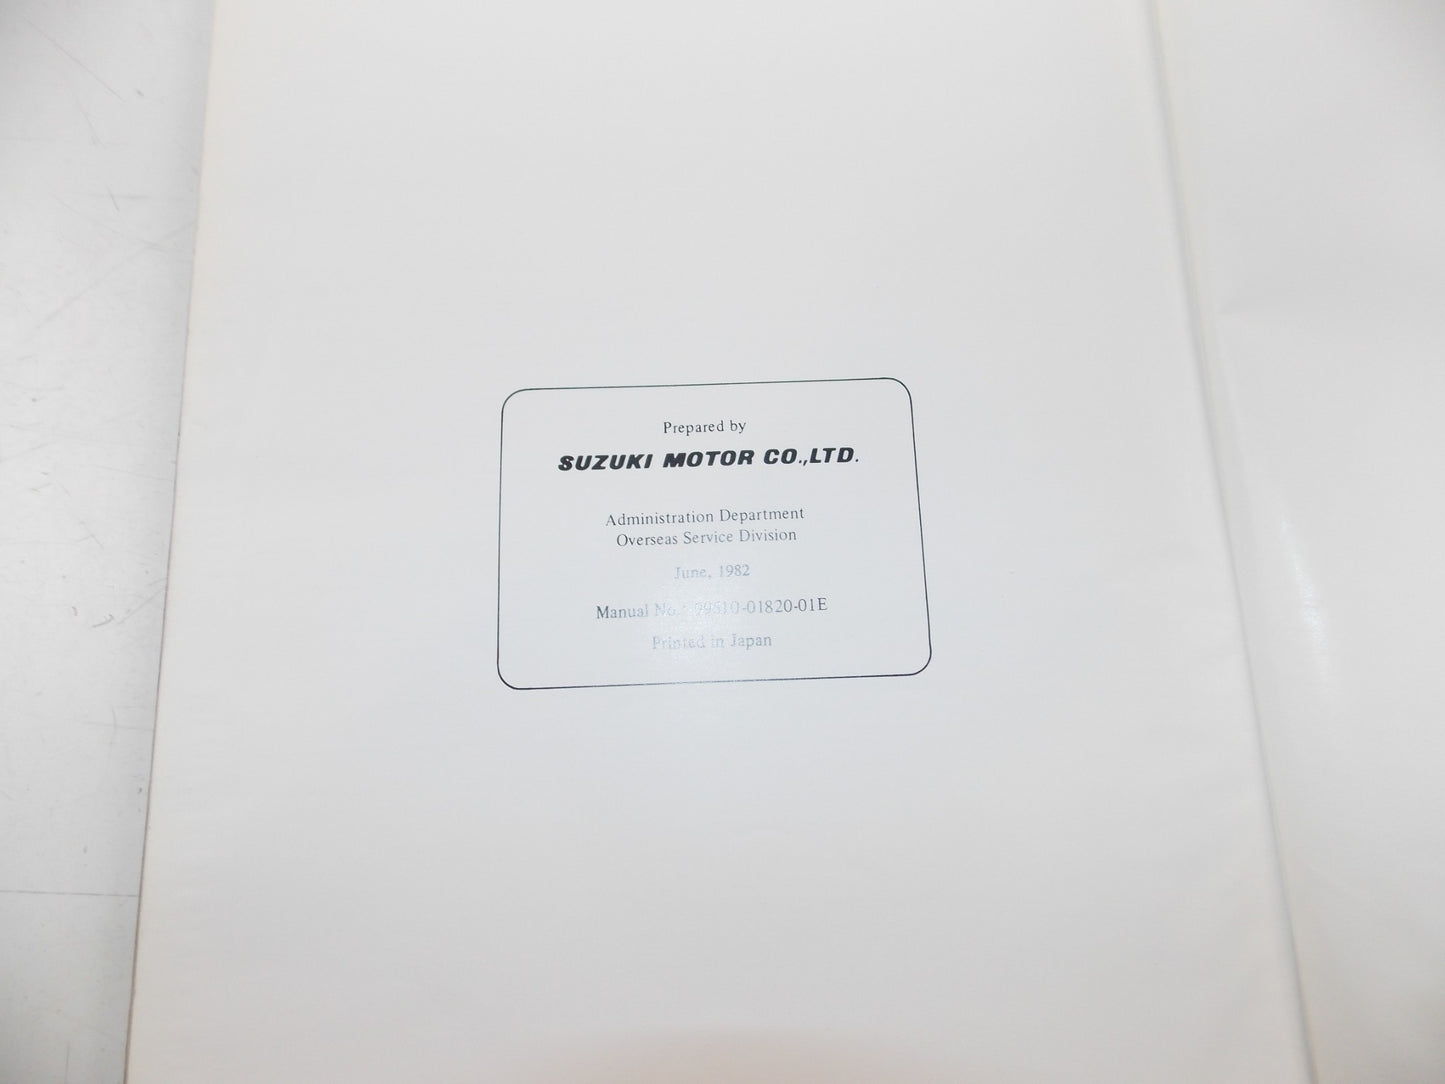 Prepared by
SUZUKI MOTOR CO.,LTD.
Administration Department
Overseas Service Division
June, 1982
Manual No. 99510-01820-01E
Printed in Japan